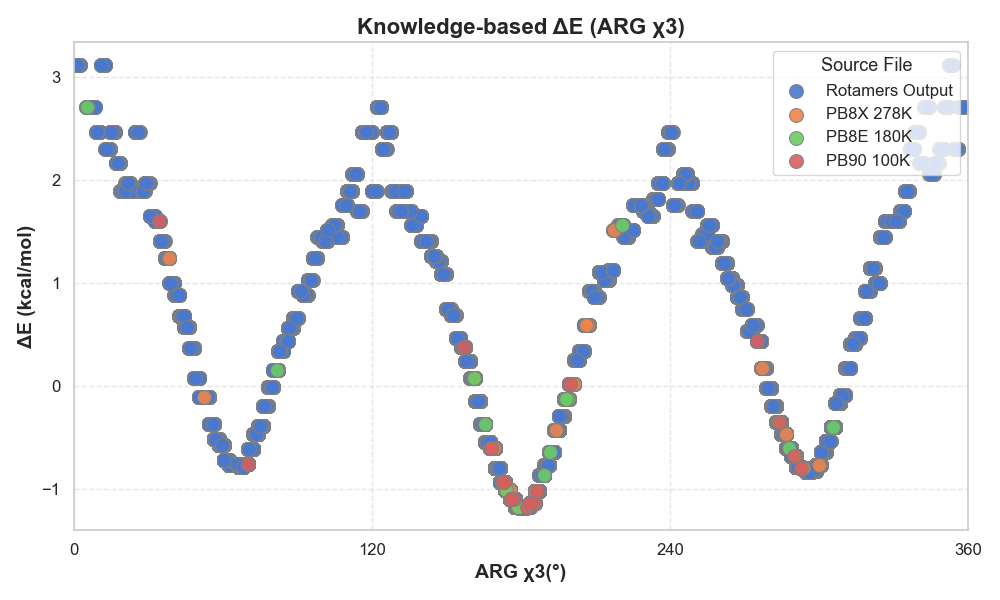 Knowledge-based ΔE (ARG χ3)
Source File
Rotamers Output
PB8X 278K
PB8E 180K
PB90 100K
ΔE (kcal/mol)
3
2
1
0
−1
0 120 240 360
ARG χ3(°)